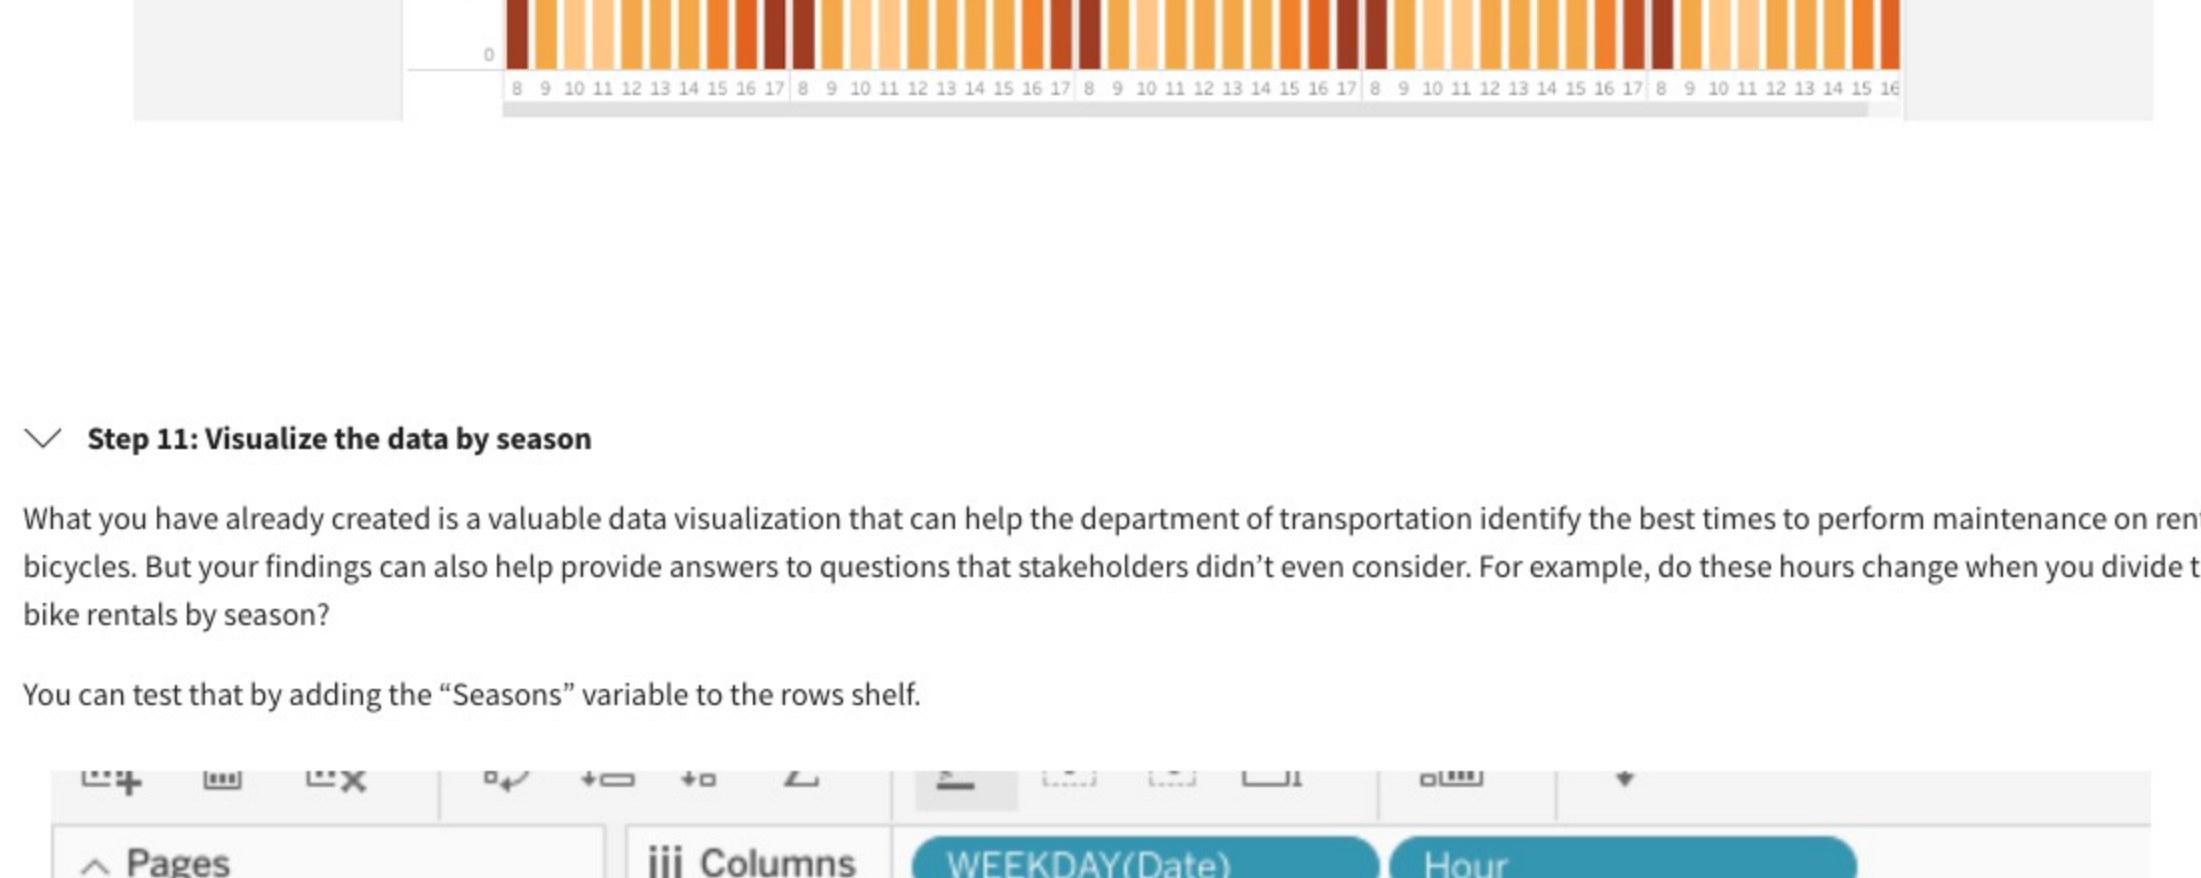 0
8 9 10 11 12 13 14 15 16 17 8 9 10 11 12 13 14 15 16 17 8 9 10 11 12 13 14 15 16 17 8 9 10 11 12 13 14 15 16 17 8 9 10 11 12 13 14 15 16
Step 11: Visualize the data by season
What you have already created is a valuable data visualization that can help the department of transportation identify the best times to perform maintenance on
bicycles. But your findings can also help provide answers to questions that stakeholders didn’t even consider. For example, do these hours change when you divide
bike rentals by season?
You can test that by adding the “Seasons” variable to the rows shelf.
Pages
Columns
WEEKDAY(Date)
Hour